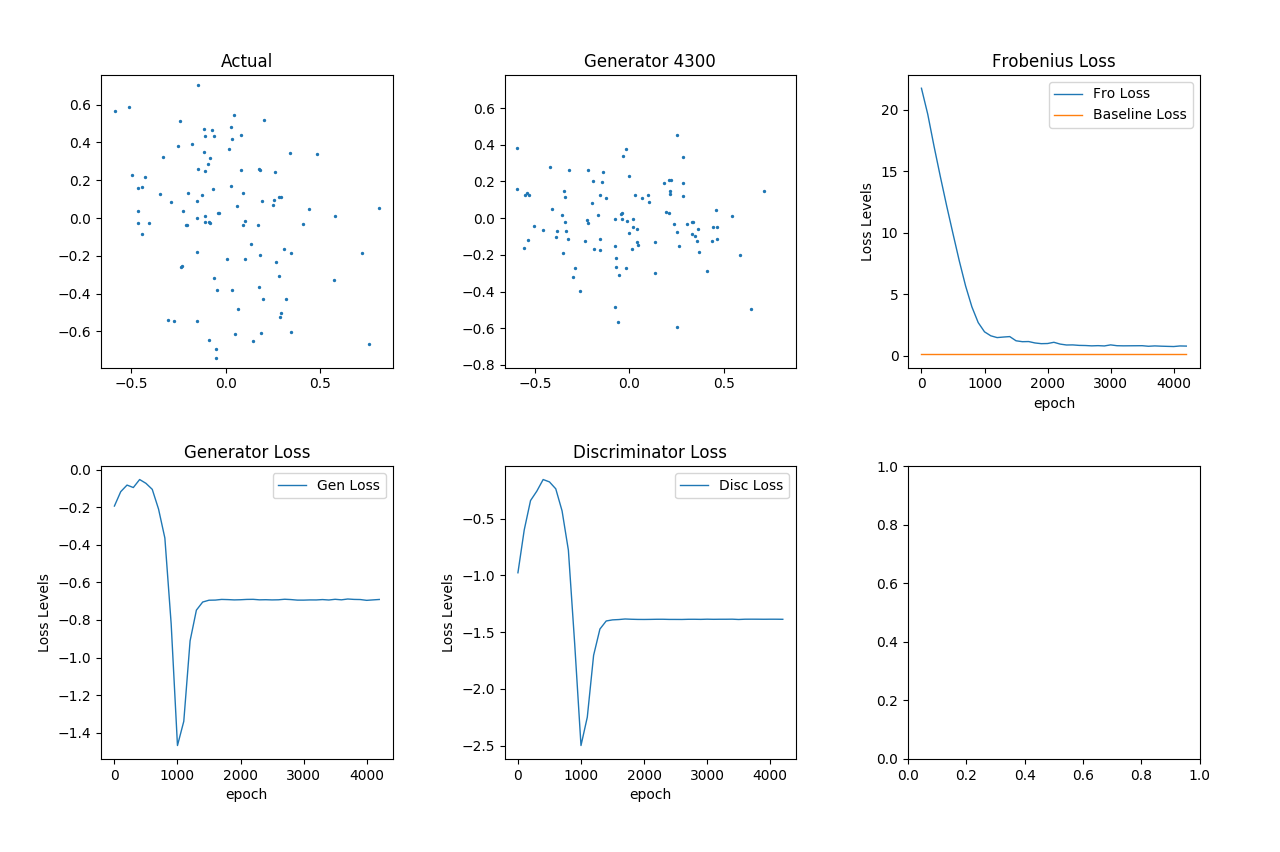 Actual
0.6
0.4
0.2
0.0
−0.2
−0.4
−0.6
−0.5 0.0 0.5
Generator 4300
0.6
0.4
0.2
0.0
−0.2
−0.4
−0.6
−0.8
−0.5 0.0 0.5
Frobenius Loss
Fro Loss
Baseline Loss
Loss Levels
20
15
10
5
0
0 1000 2000 3000 4000
epoch
Generator Loss
Gen Loss
Loss Levels
0.0
−0.2
−0.4
−0.6
−0.8
−1.0
−1.2
−1.4
0 1000 2000 3000 4000
epoch
Discriminator Loss
Disc Loss
Loss Levels
−0.5
−1.0
−1.5
−2.0
−2.5
0 1000 2000 3000 4000
epoch
1.0
0.8
0.6
0.4
0.2
0.0
0.0 0.2 0.4 0.6 0.8 1.0